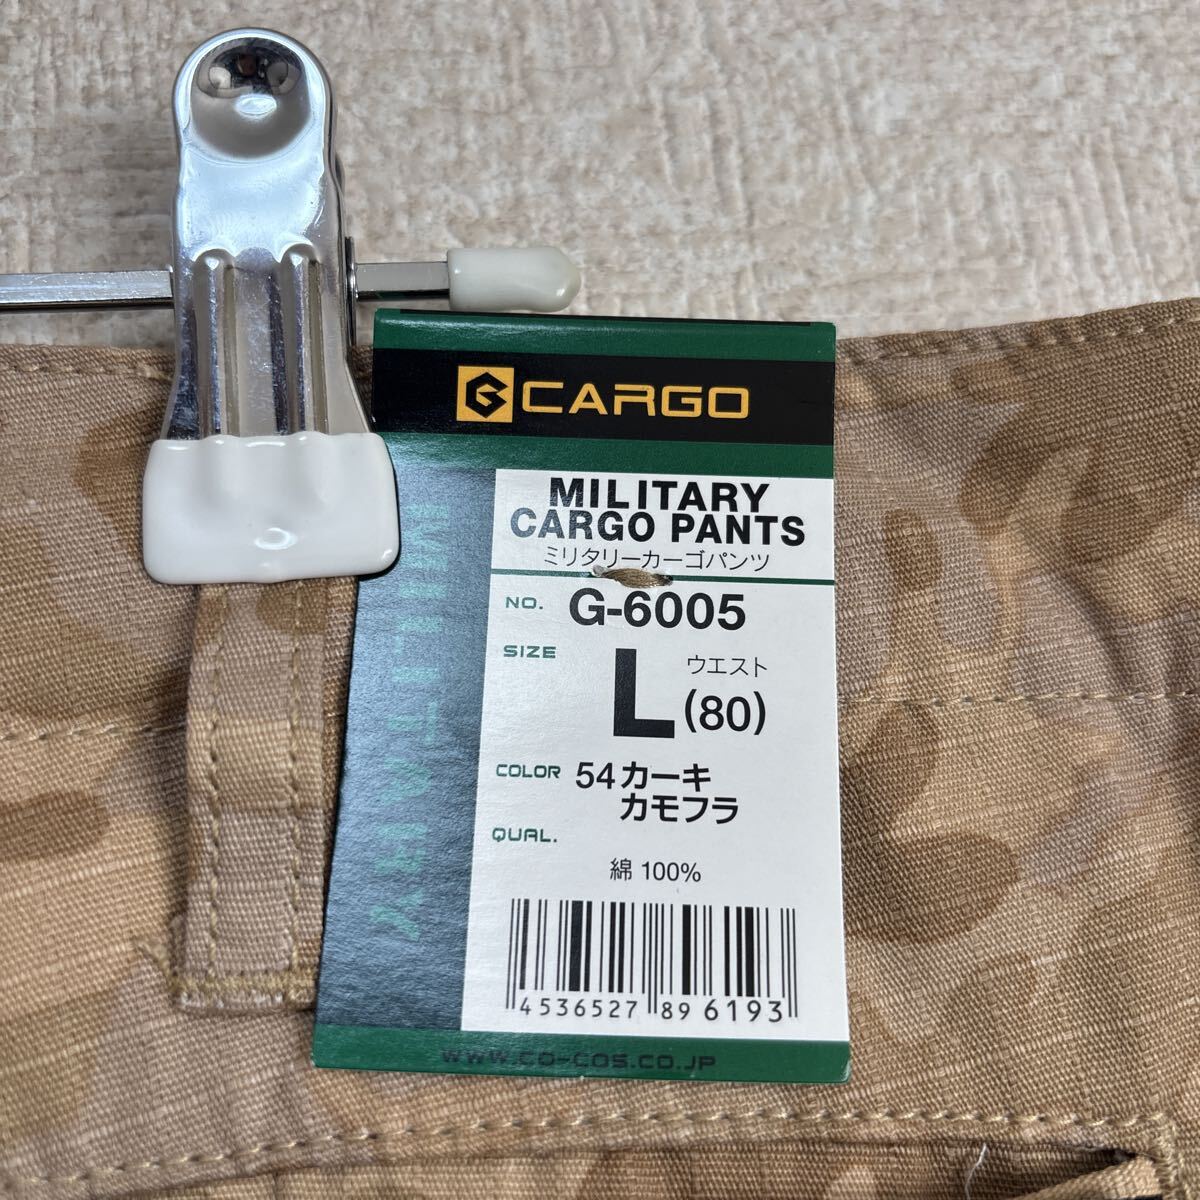 G CARGO
MILITARY
MILITARY
CARGO PANTS
ミリタリーカーゴパンツ
NO. G-6005
SIZE L ウエスト
(80)
COLOR 54カーキ
カモフラ
QUAL.
綿 100%
4536527 896193
WWW.CO-COS.CO.JP